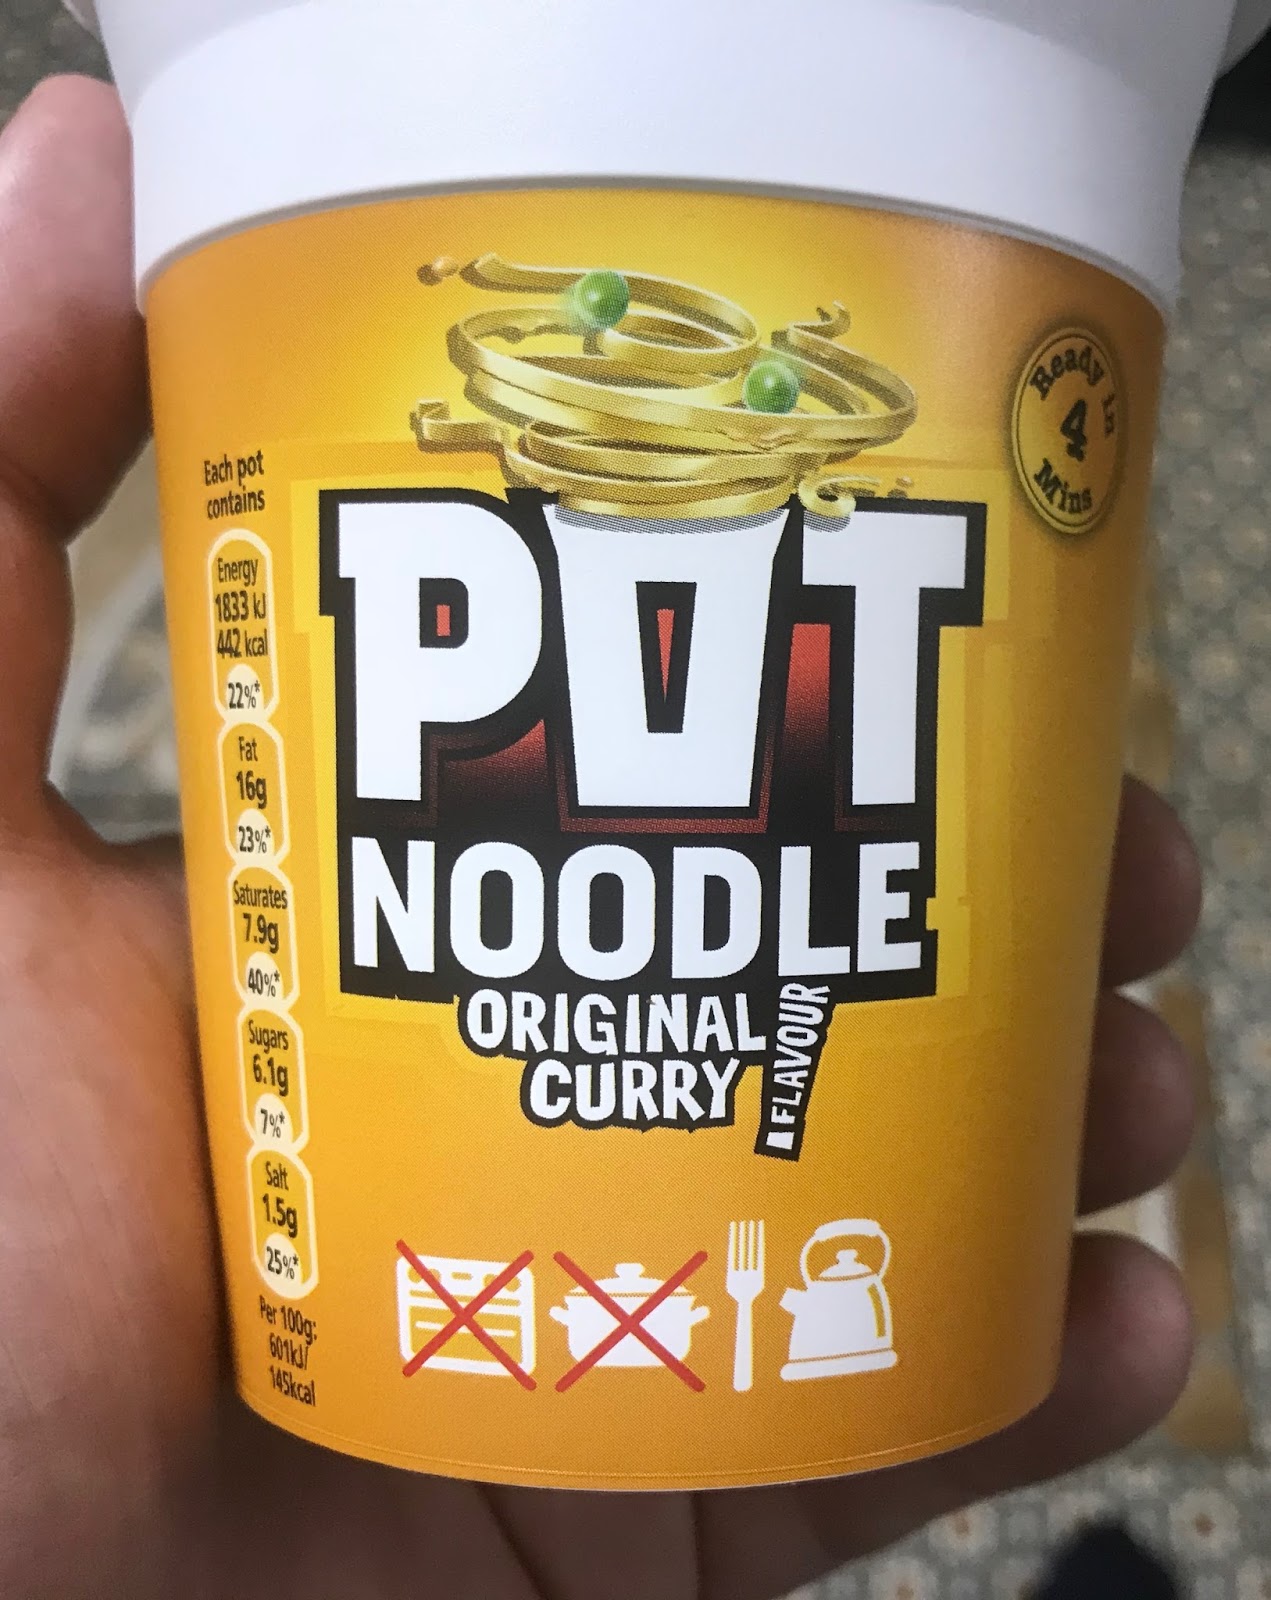 Ready in
4
Mins
Each pot
contains
Energy
1833 kJ
442 kcal
22%*
Fat
16g
23%*
Saturates
7.9g
40%*
Sugars
6.1g
7%*
Salt
1.5g
25%*
Per 100g:
601kJ/
145kcal
POT
NOODLE
ORIGINAL
CURRY
FLAVOUR